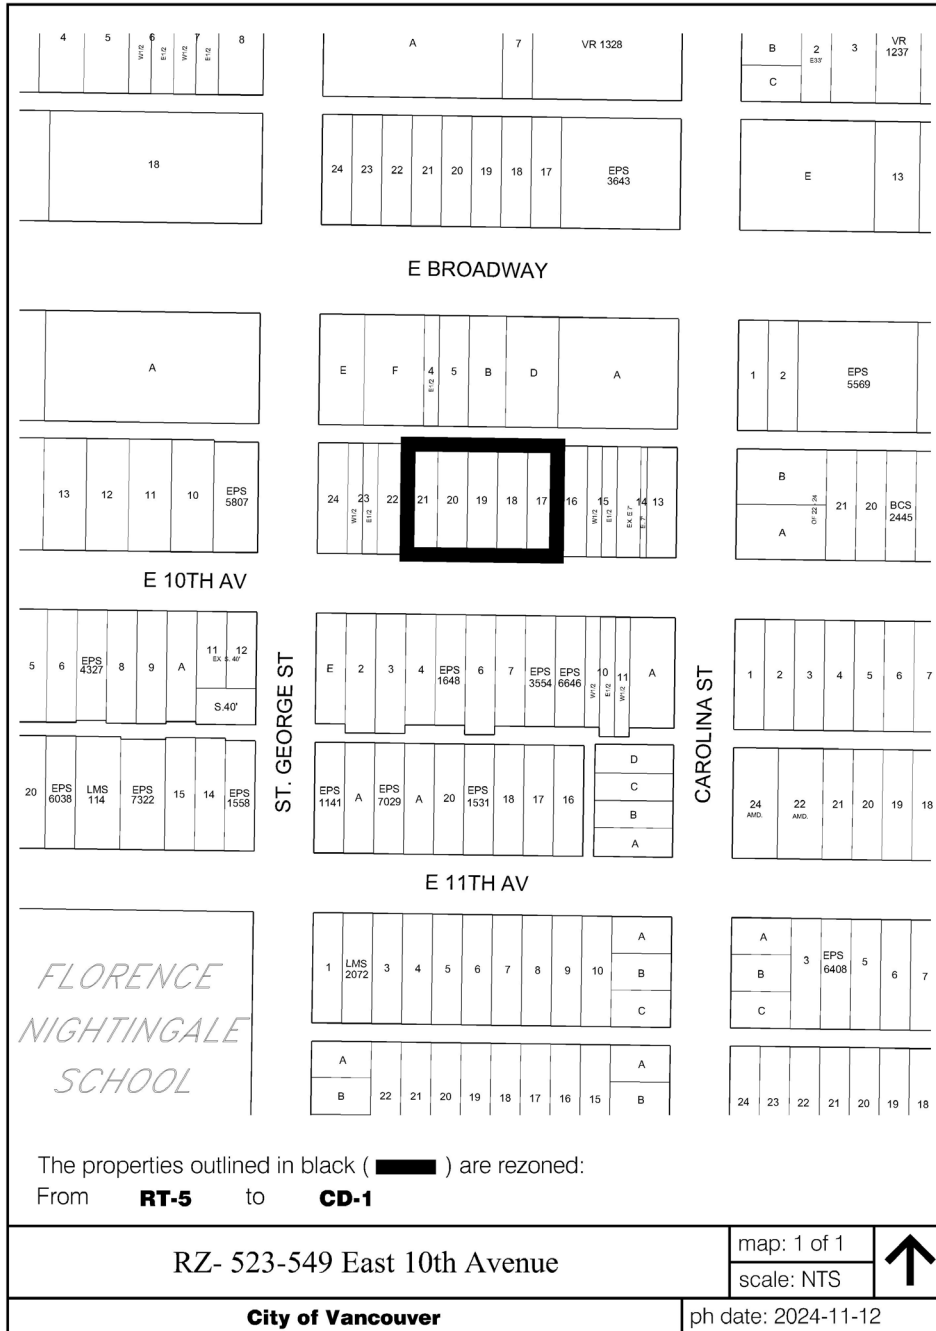 4 5 W1/2 6 E1/2 W1/2 7 E1/2 8 A 7 VR 1328 B C 2 E33' 3 VR 1237
18 24 23 22 21 20 19 18 17 EPS 3643 E 13
E BROADWAY
A E F 4 E1/2 5 B D A 1 2 EPS 5569
13 12 11 10 EPS 5807 24 W1/2 23 E1/2 22 21 20 19 18 17 16 W1/2 15 E1/2 EX. E 7' 14 E. 7' 13 B A OF 22 - 24 21 20 BCS 2445
E 10TH AV
5 6 EPS 4327 8 9 A 11 12 EX S. 40' S.40' E 2 3 4 EPS 1648 6 7 EPS 3554 EPS 6646 W1/2 10 E1/2 11 W1/2 A 1 2 3 4 5 6 7
ST. GEORGE ST
CAROLINA ST
20 EPS 6038 LMS 114 EPS 7322 15 14 EPS 1558 EPS 1141 A EPS 7029 A 20 EPS 1531 18 17 16 D C B A 24 AMD. 22 AMD. 21 20 19 18
E 11TH AV
FLORENCE
NIGHTINGALE
SCHOOL
1 LMS 2072 3 4 5 6 7 8 9 10 A B C A B C 3 EPS 6408 5 6 7
A B 22 21 20 19 18 17 16 15 A B 24 23 22 21 20 19 18
The properties outlined in black ( ) are rezoned:
From RT-5 to CD-1
RZ- 523-549 East 10th Avenue
map: 1 of 1
scale: NTS
City of Vancouver
ph date: 2024-11-12